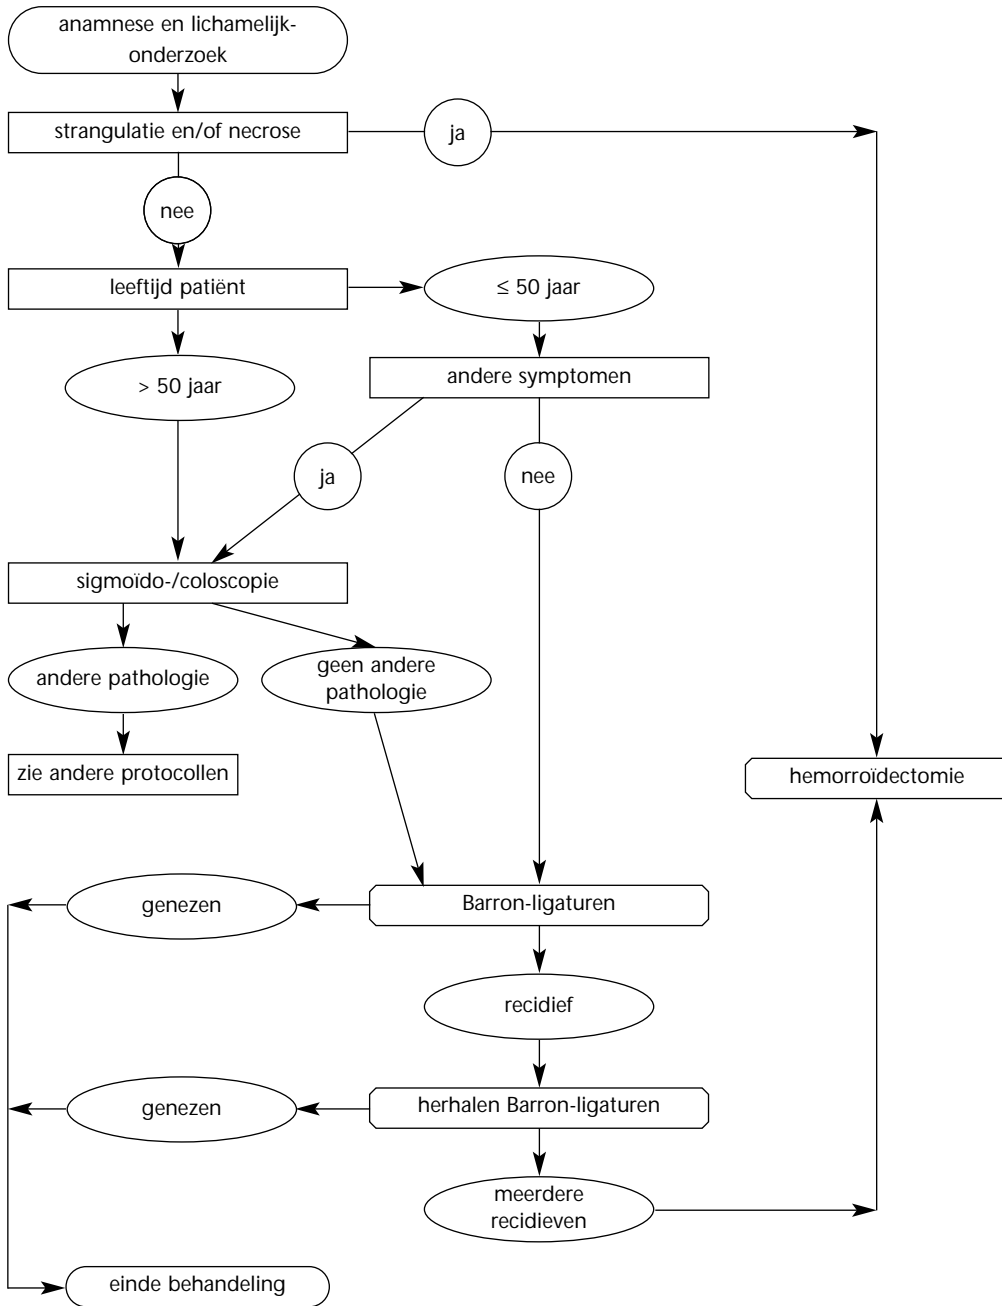 anamnese en lichamelijk-
onderzoek
strangulatie en/of necrose
ja
nee
leeftijd patiënt
≤ 50 jaar
> 50 jaar
andere symptomen
ja
nee
sigmoïdo-/coloscopie
andere pathologie
geen andere
pathologie
zie andere protocollen
hemorroïdectomie
genezen
Barron-ligaturen
recidief
genezen
herhalen Barron-ligaturen
meerdere
recidieven
einde behandeling